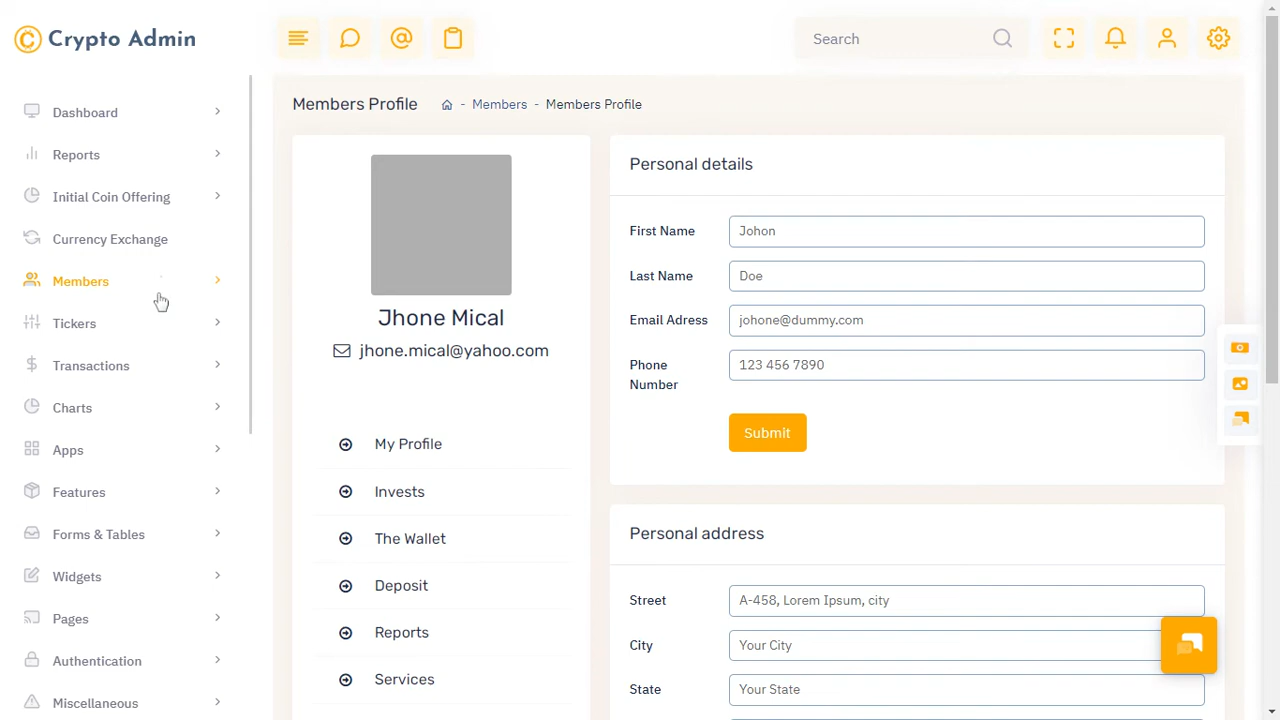 Crypto Admin
Search
Dashboard
Reports
Initial Coin Offering
Currency Exchange
Members
Tickers
Transactions
Charts
Apps
Features
Forms & Tables
Widgets
Pages
Authentication
Miscellaneous
Members Profile
- Members - Members Profile
Jhone Mical
jhone.mical@yahoo.com
My Profile
Invests
The Wallet
Deposit
Reports
Services
Personal details
First Name Johon
Last Name Doe
Email Adress johone@dummy.com
Phone Number 123 456 7890
Submit
Personal address
Street A-458, Lorem Ipsum, city
City Your City
State Your State